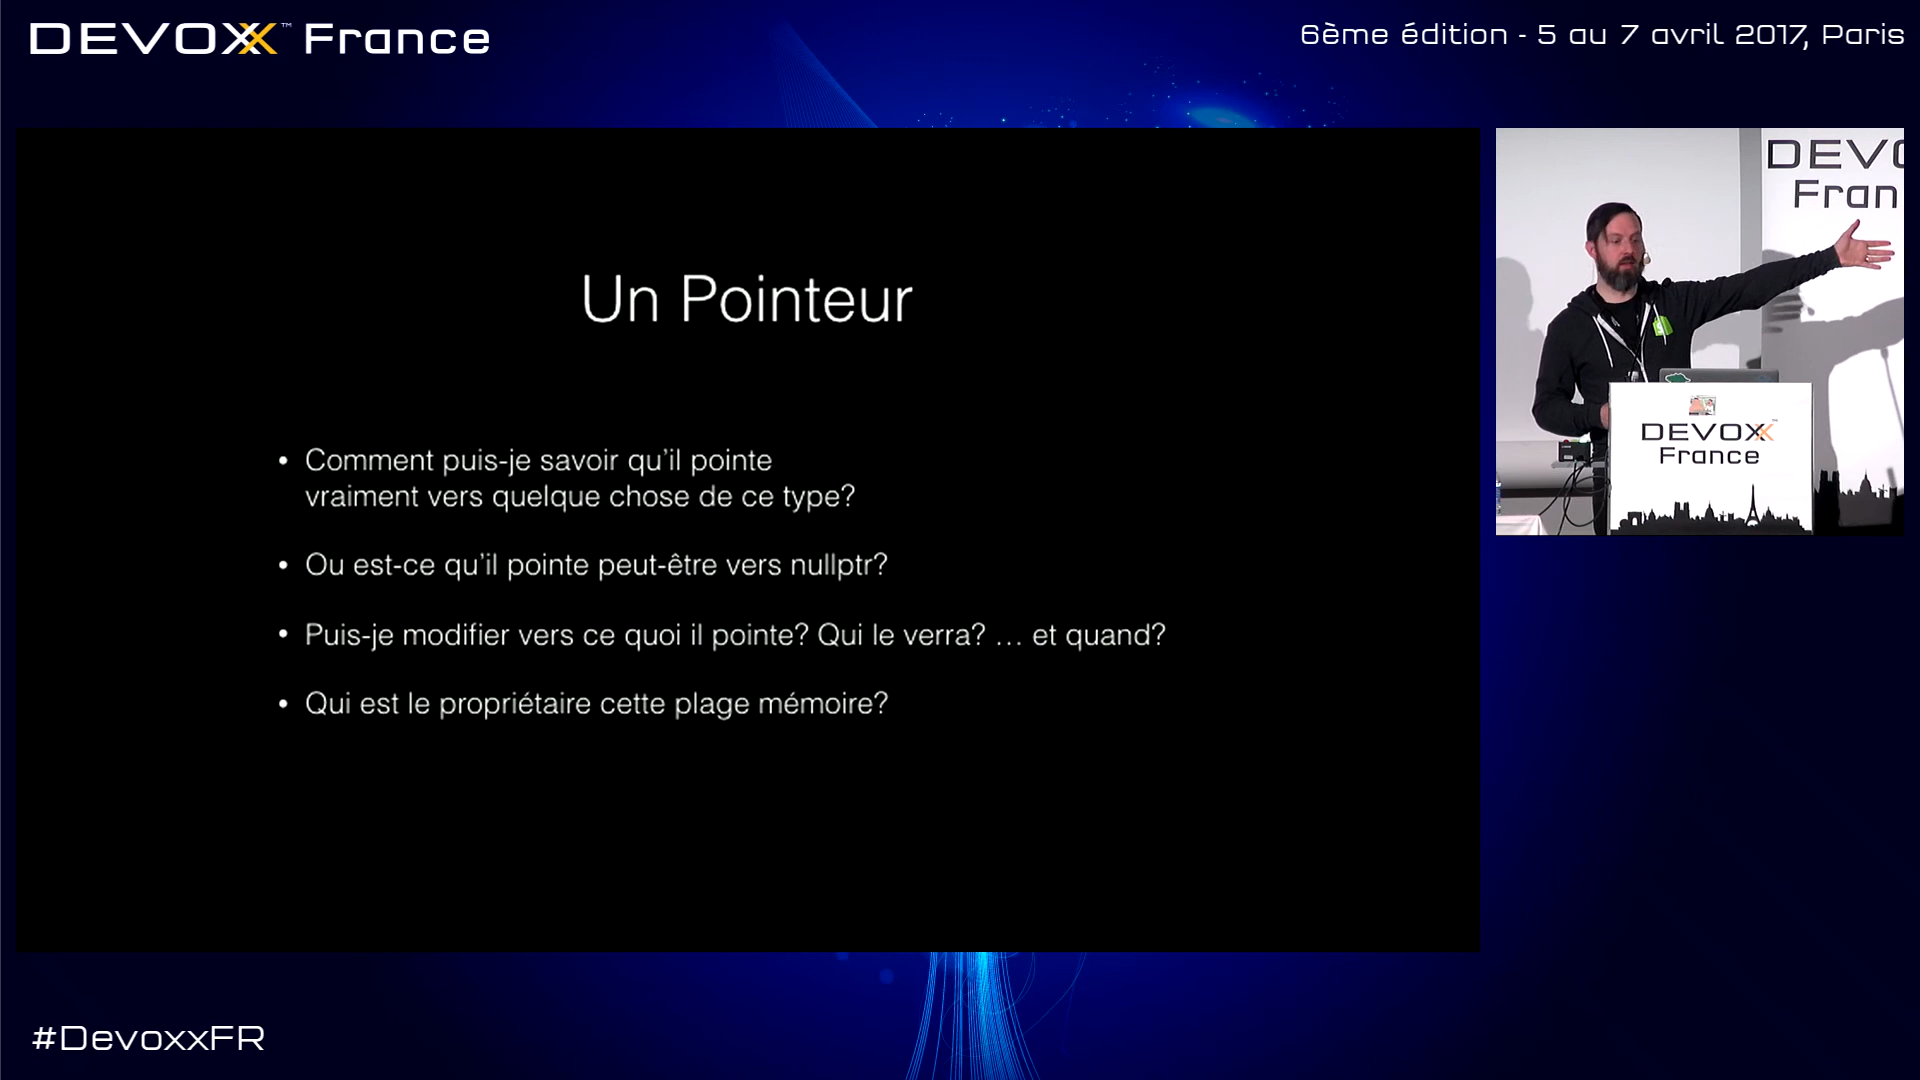 DEVOXX™ France
6ème édition - 5 au 7 avril 2017, Paris
Un Pointeur
• Comment puis-je savoir qu'il pointe
vraiment vers quelque chose de ce type?
• Ou est-ce qu'il pointe peut-être vers nullptr?
• Puis-je modifier vers ce quoi il pointe? Qui le verra? … et quand?
• Qui est le propriétaire cette plage mémoire?
DEVO
Fran
DEVOXX
France
#DevoxxFR